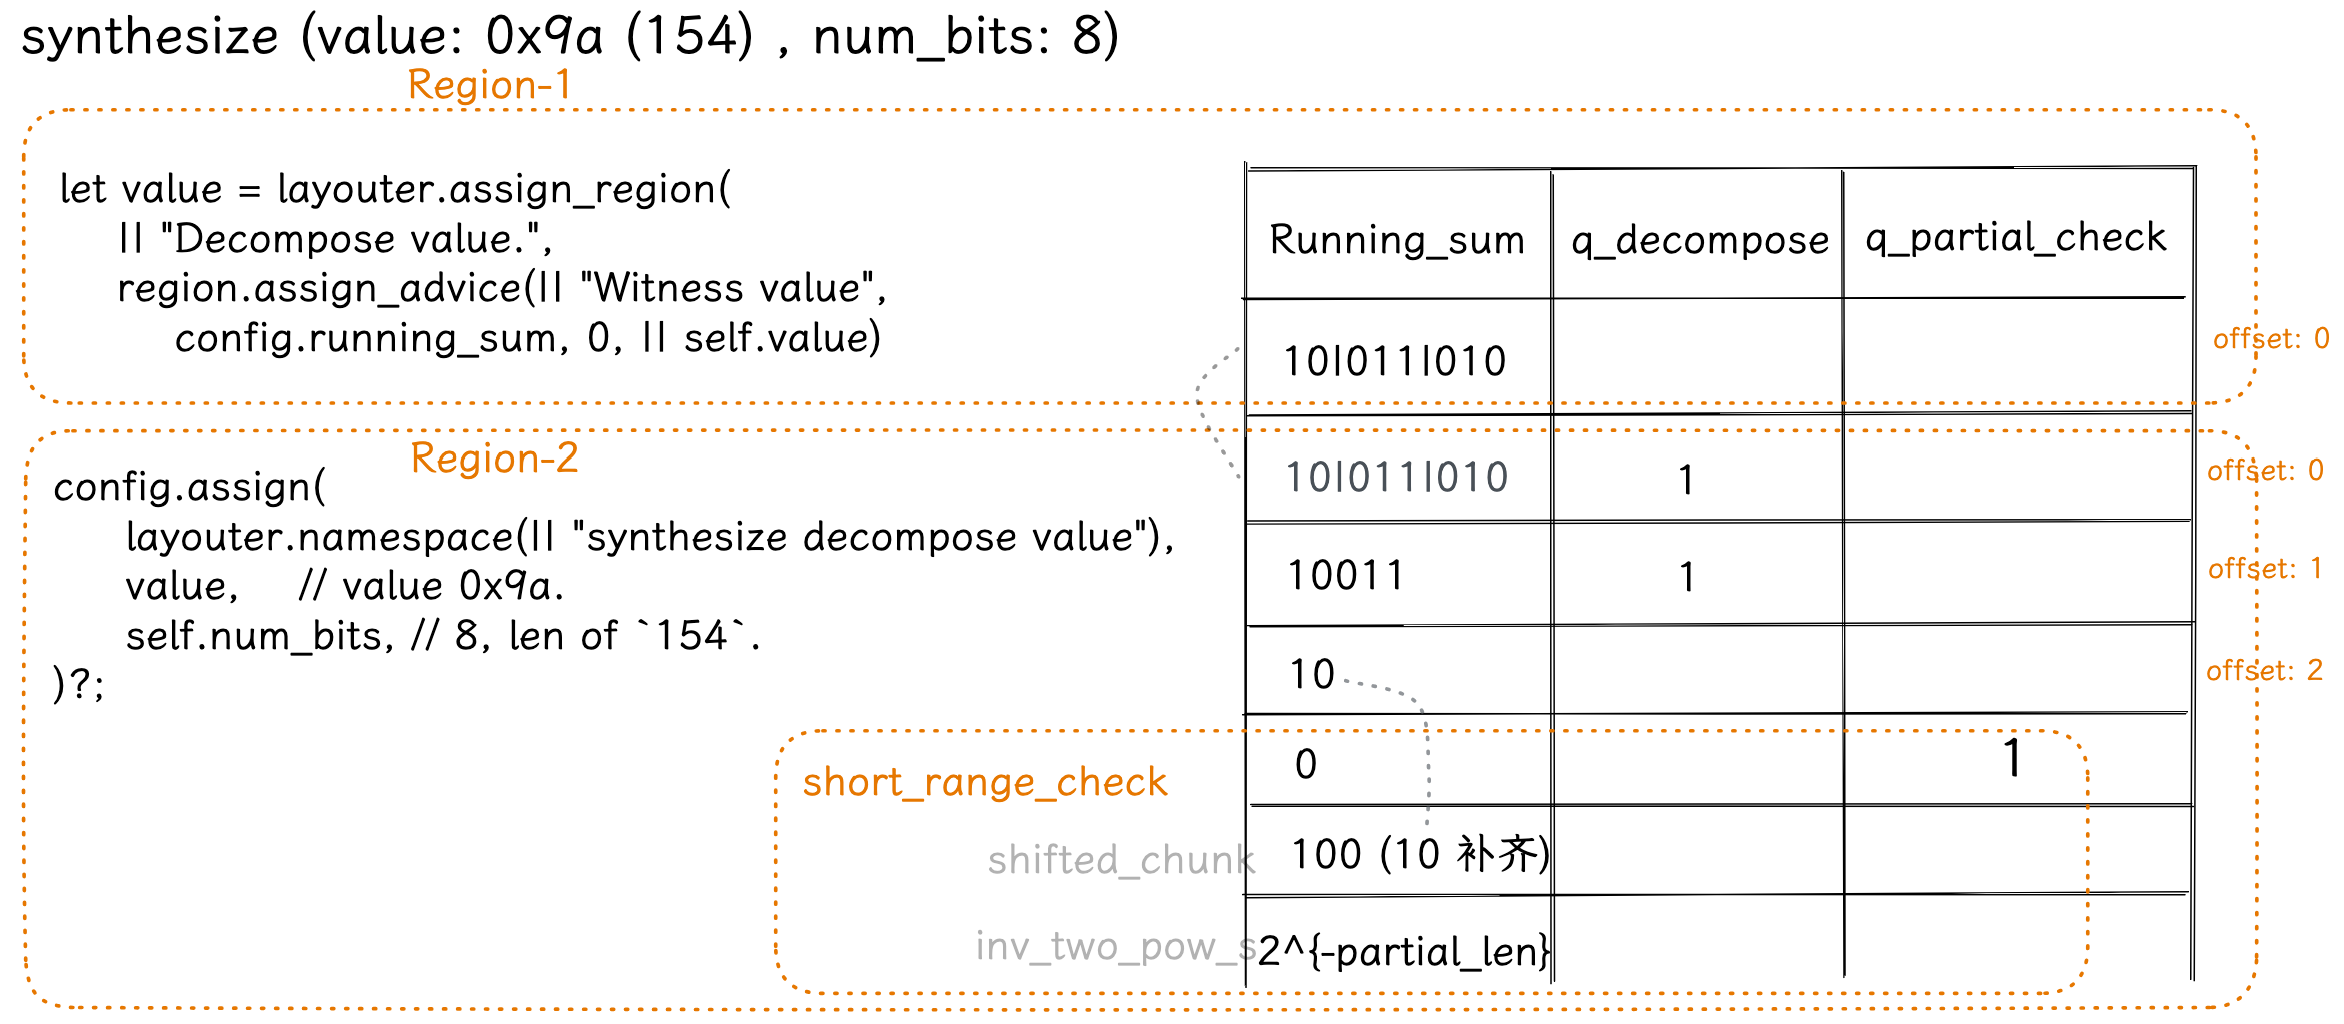 synthesize (value: 0x9a (154) , num_bits: 8)
Region-1
let value = layouter.assign_region(
|| "Decompose value.",
region.assign_advice(|| "Witness value",
config.running_sum, 0, || self.value)
Running_sum q_decompose q_partial_check
10|011|010
offset: 0
Region-2
config.assign(
layouter.namespace(|| "synthesize decompose value"),
value, // value 0x9a.
self.num_bits, // 8, len of `154`.
)?;
10|011|010 1
offset: 0
10011 1
offset: 1
10
offset: 2
short_range_check
0 1
shifted_chunk
100 (10 补齐)
inv_two_pow_s
2^{-partial_len}